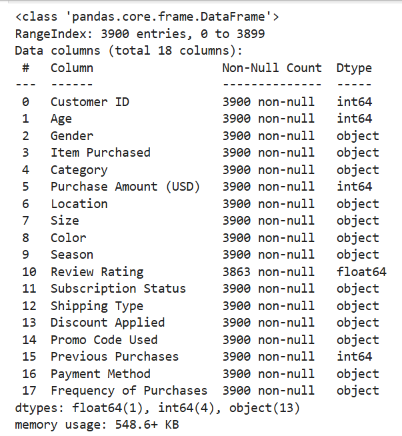 <class 'pandas.core.frame.DataFrame'>
RangeIndex: 3900 entries, 0 to 3899
Data columns (total 18 columns):
 #   Column                  Non-Null Count  Dtype
---  ------                  --------------  -----
 0   Customer ID             3900 non-null   int64
 1   Age                     3900 non-null   int64
 2   Gender                  3900 non-null   object
 3   Item Purchased          3900 non-null   object
 4   Category                3900 non-null   object
 5   Purchase Amount (USD)   3900 non-null   int64
 6   Location                3900 non-null   object
 7   Size                    3900 non-null   object
 8   Color                   3900 non-null   object
 9   Season                  3900 non-null   object
 10  Review Rating           3863 non-null   float64
 11  Subscription Status     3900 non-null   object
 12  Shipping Type           3900 non-null   object
 13  Discount Applied        3900 non-null   object
 14  Promo Code Used         3900 non-null   object
 15  Previous Purchases      3900 non-null   int64
 16  Payment Method          3900 non-null   object
 17  Frequency of Purchases  3900 non-null   object
dtypes: float64(1), int64(4), object(13)
memory usage: 548.6+ KB